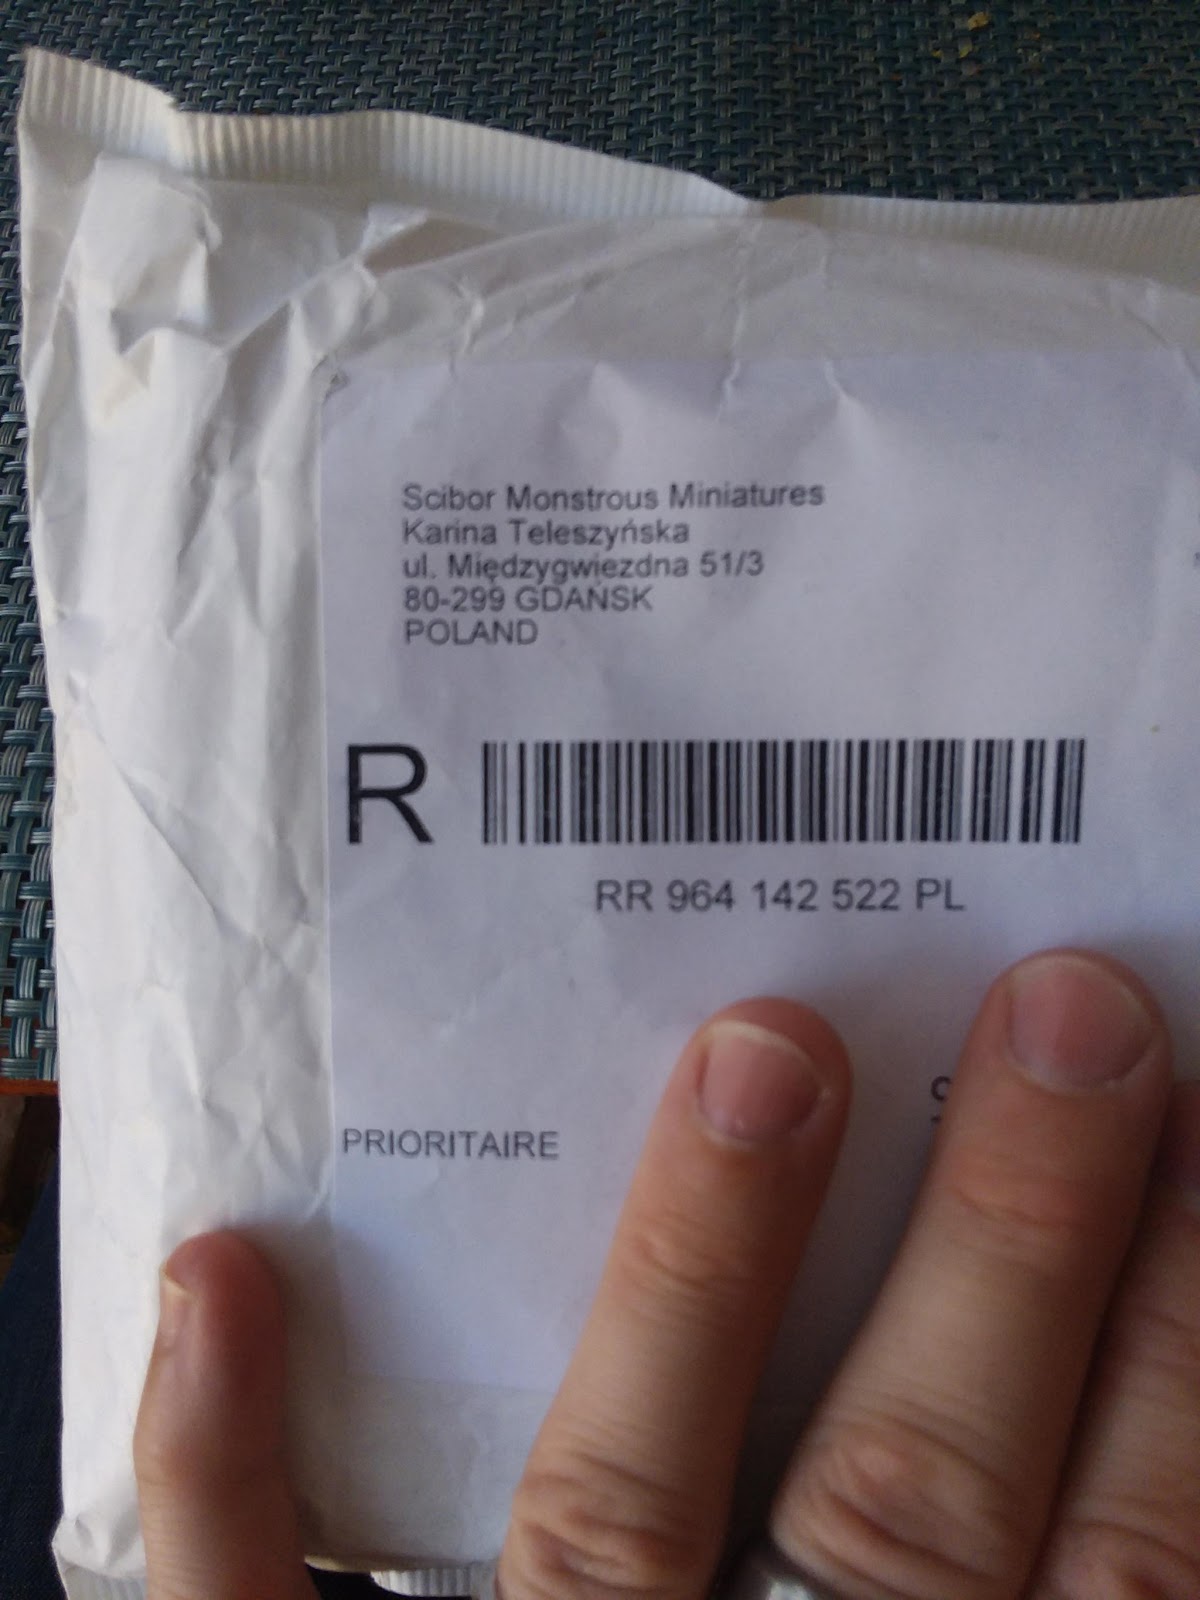 Scibor Monstrous Miniatures
Karina Teleszyńska
ul. Międzygwiezdna 51/3
80-299 GDAŃSK
POLAND
R
RR 964 142 522 PL
PRIORITAIRE